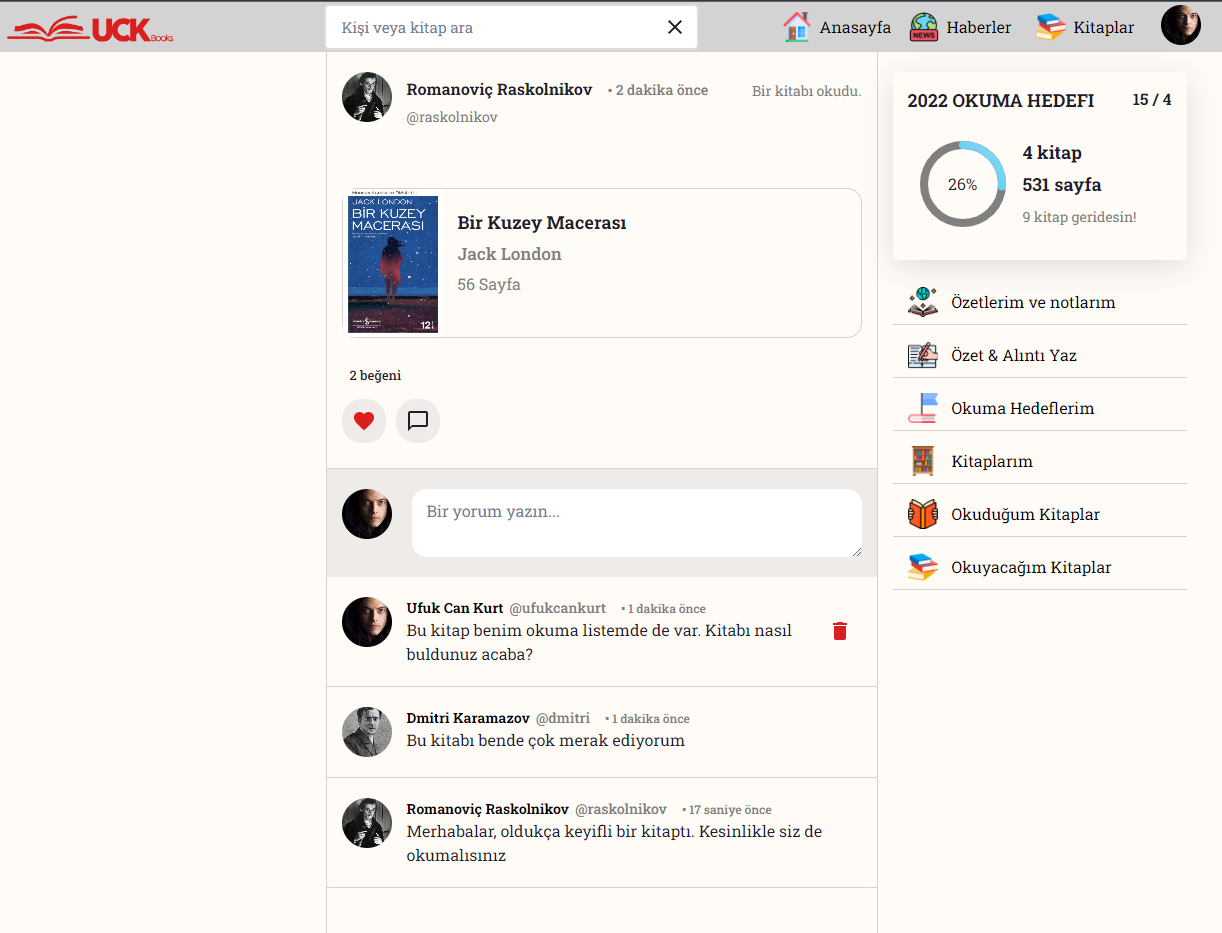 UCK Books
Kişi veya kitap ara
Anasayfa
NEWS
Haberler
Kitaplar
Romanoviç Raskolnikov • 2 dakika önce
Bir kitabı okudu.
@raskolnikov
JACK LONDON
BİR KUZEY
MACERASI
12
Bir Kuzey Macerası
Jack London
56 Sayfa
2 beğeni
Bir yorum yazın...
Ufuk Can Kurt @ufukcankurt • 1 dakika önce
Bu kitap benim okuma listemde de var. Kitabı nasıl
buldunuz acaba?
Dmitri Karamazov @dmitri • 1 dakika önce
Bu kitabı bende çok merak ediyorum
Romanoviç Raskolnikov @raskolnikov • 17 saniye önce
Merhabalar, oldukça keyifli bir kitaptı. Kesinlikle siz de
okumalısınız
2022 OKUMA HEDEFI
15 / 4
26%
4 kitap
531 sayfa
9 kitap geridesin!
Özetlerim ve notlarım
Özet & Alıntı Yaz
Okuma Hedeflerim
Kitaplarım
Okuduğum Kitaplar
Okuyacağım Kitaplar